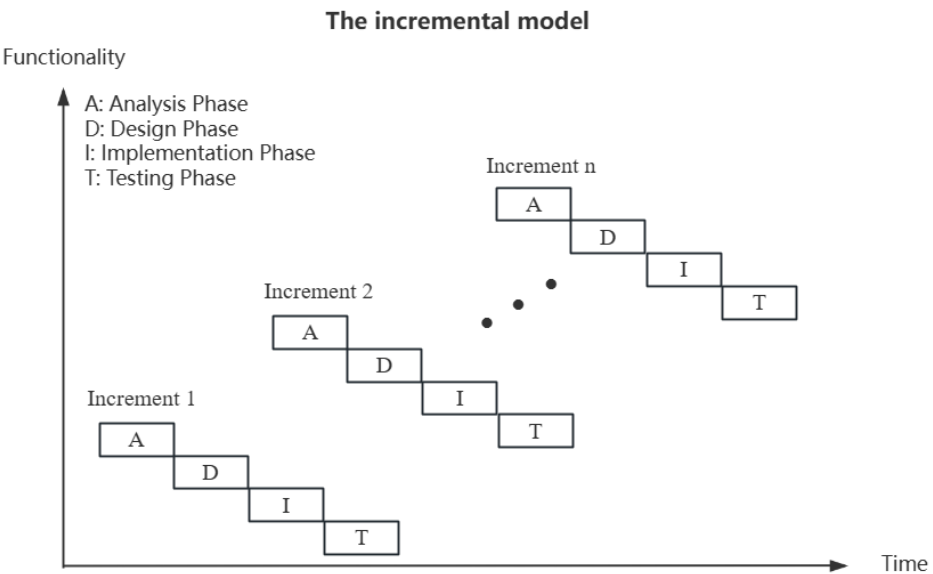 The incremental model
Functionality
A: Analysis Phase
D: Design Phase
I: Implementation Phase
T: Testing Phase
Increment n
A
D
I
T
Increment 2
A
D
I
T
Increment 1
A
D
I
T
Time